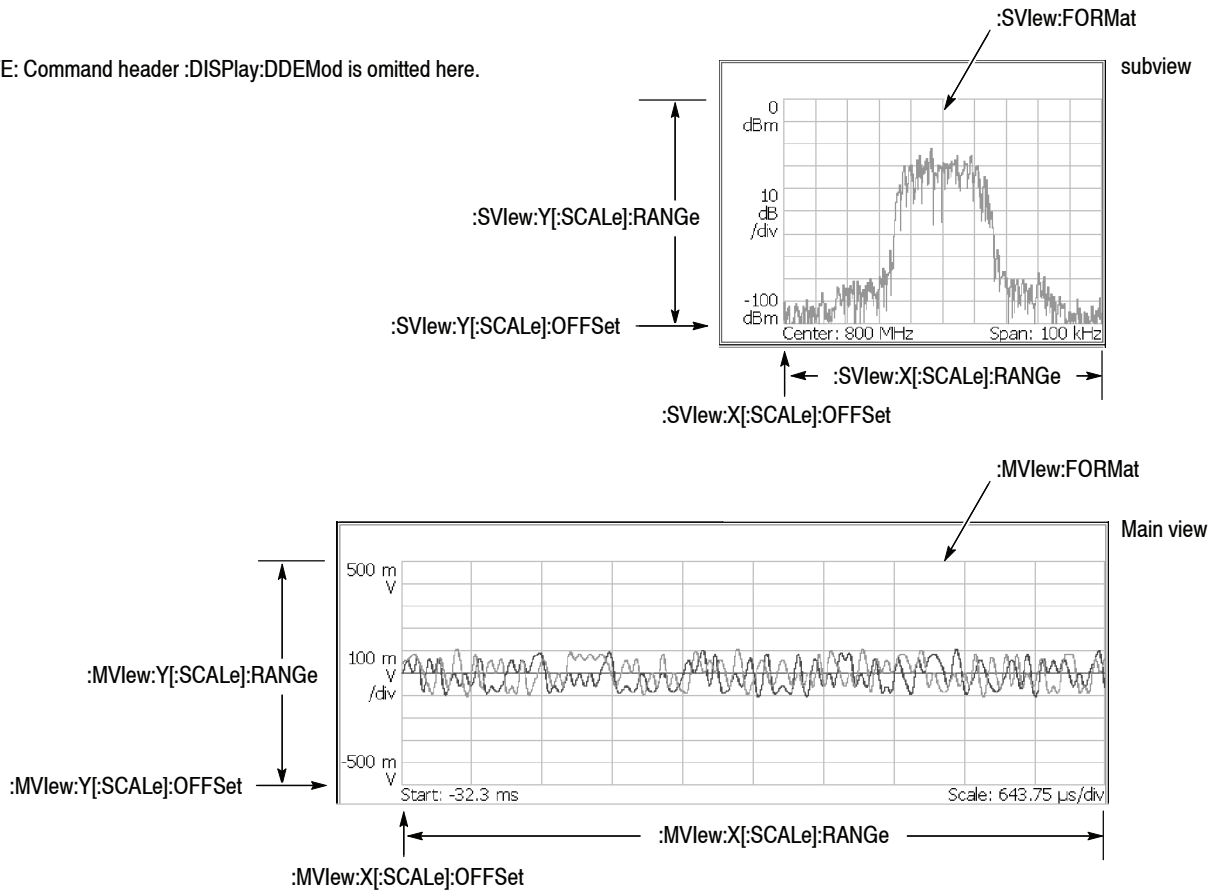 :SVIew:FORMat
E: Command header :DISPlay:DDEMod is omitted here.
subview
0
dBm
:SVIew:Y[:SCALe]:RANGe
10
dB
/div
:SVIew:Y[:SCALe]:OFFSet
-100
dBm
Center: 800 MHz Span: 100 kHz
:SVIew:X[:SCALe]:RANGe
:SVIew:X[:SCALe]:OFFSet
:MVIew:FORMat
Main view
500 m
V
:MVIew:Y[:SCALe]:RANGe
100 m
V
/div
-500 m
V
:MVIew:Y[:SCALe]:OFFSet
Start: -32.3 ms Scale: 643.75 µs/div
:MVIew:X[:SCALe]:RANGe
:MVIew:X[:SCALe]:OFFSet